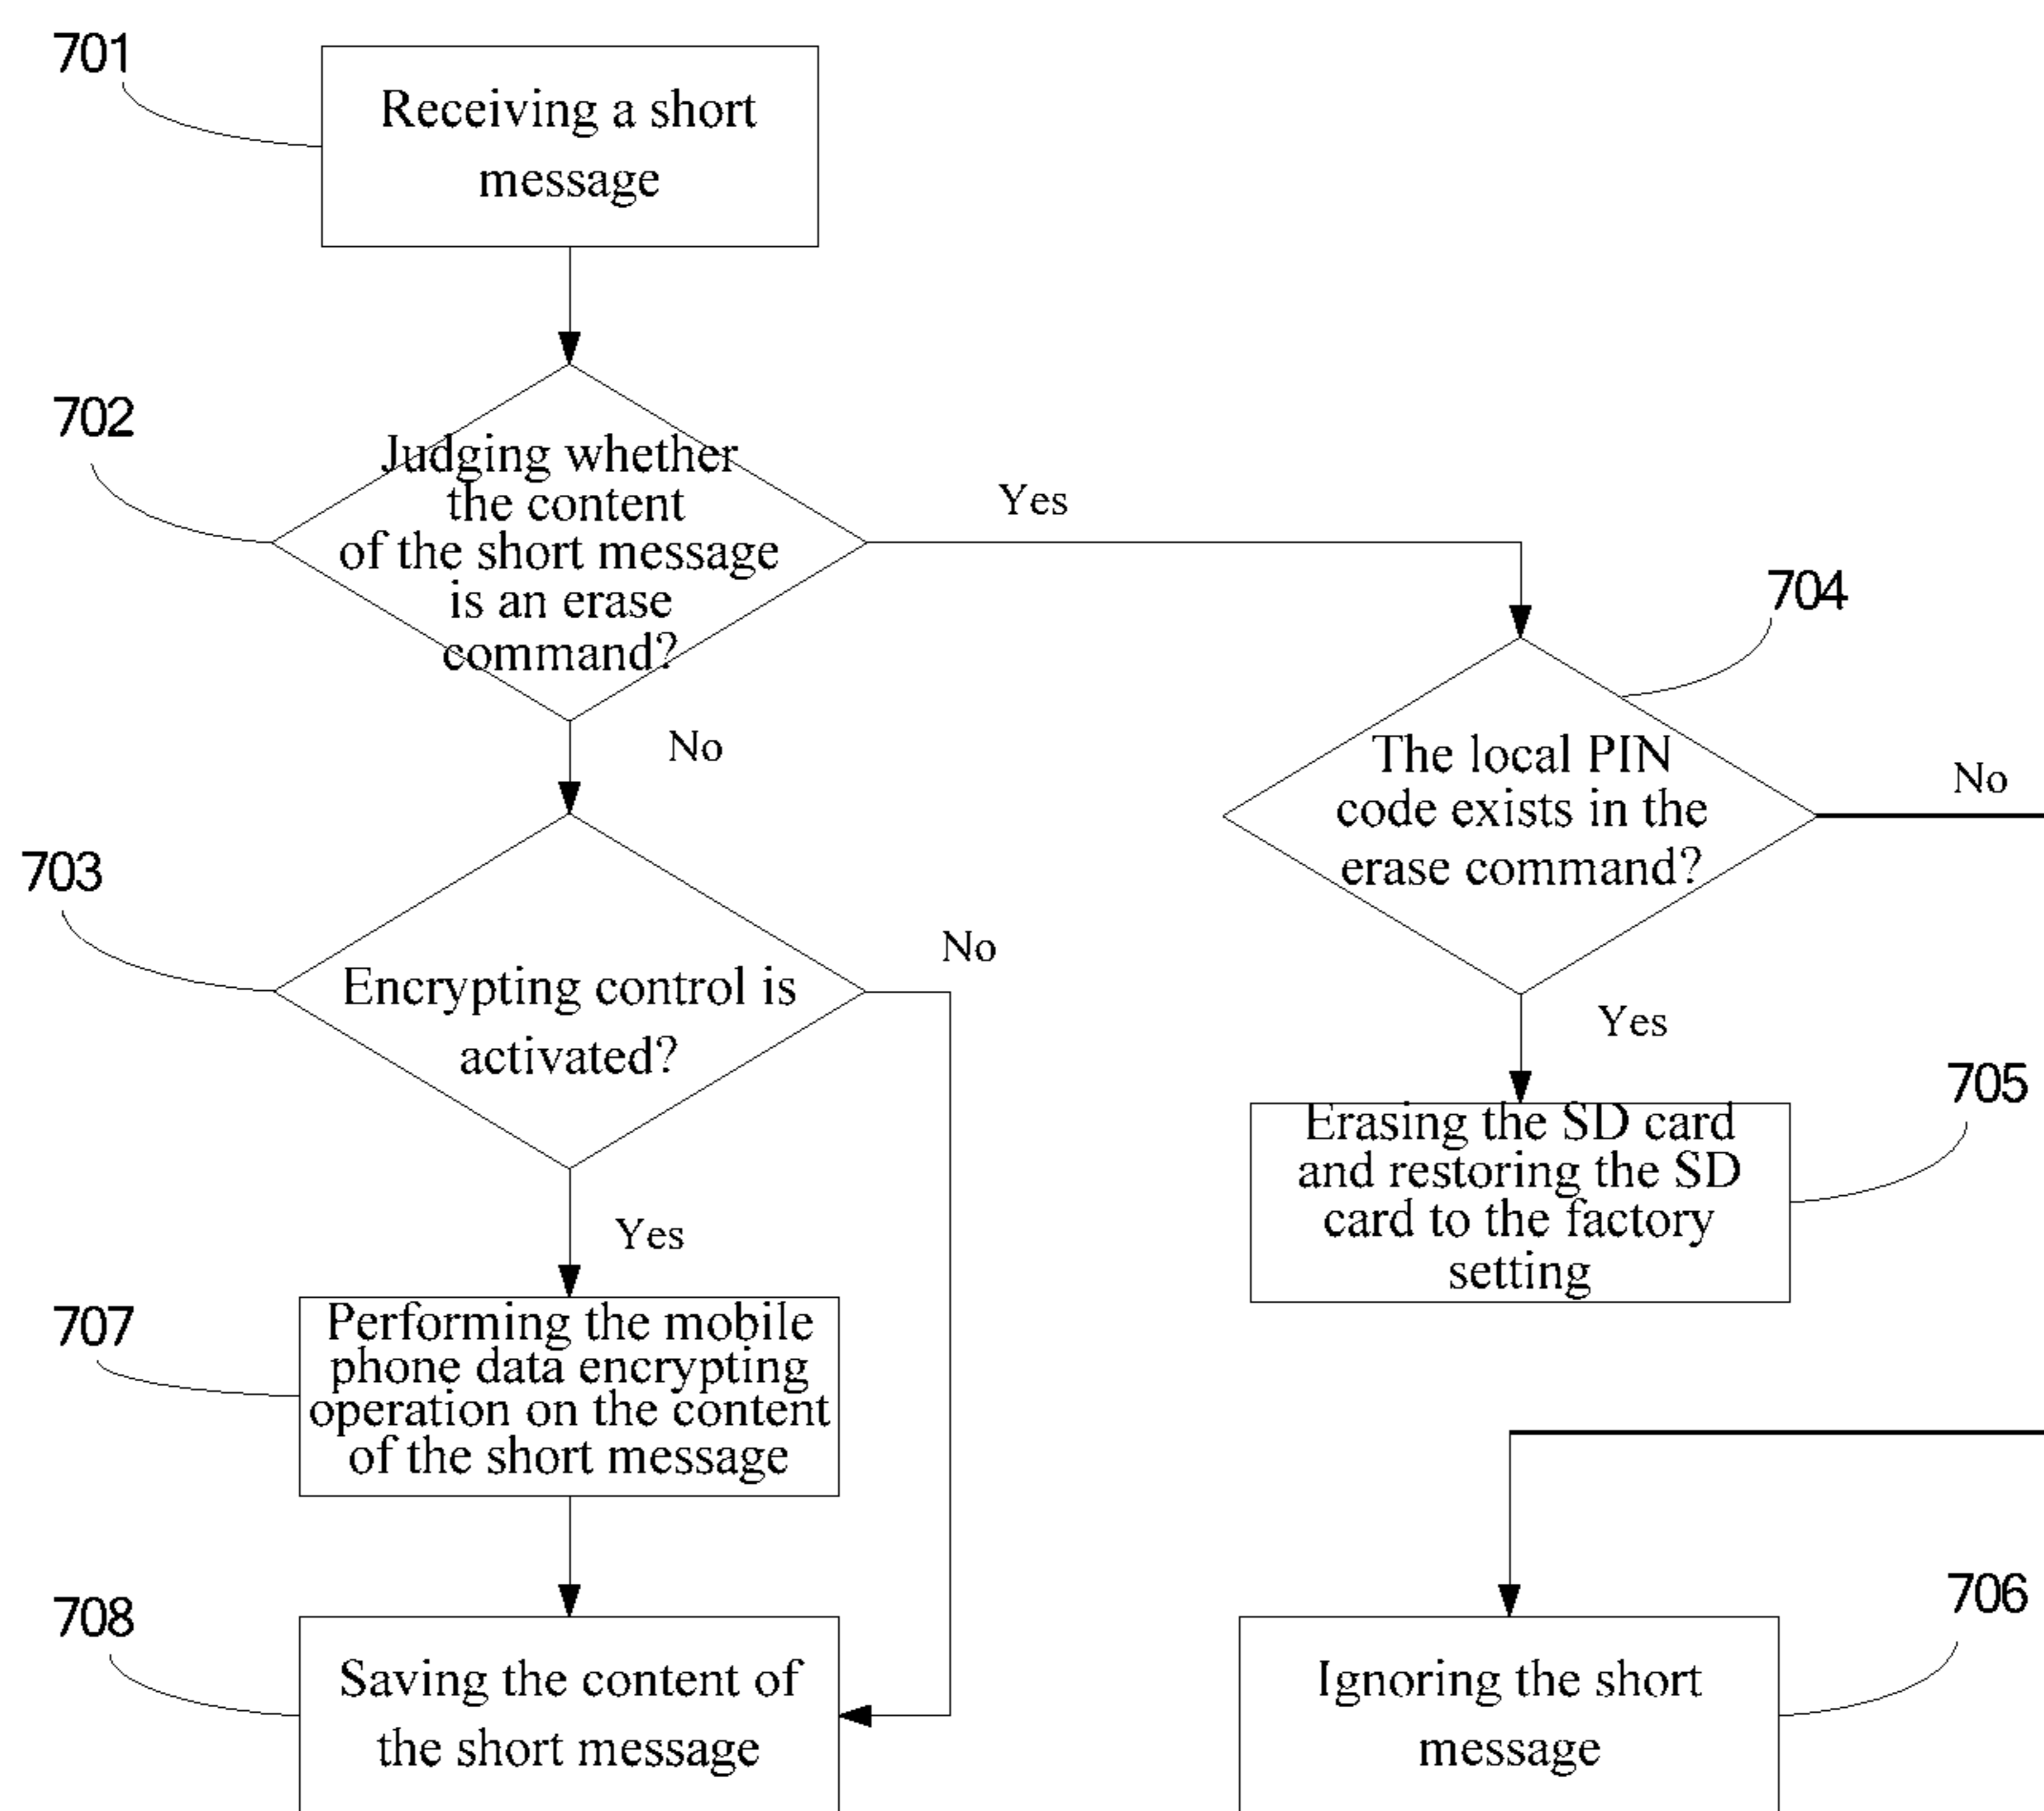 701
Receiving a short
message
702
Judging whether
the content
of the short message
is an erase
command?
Yes
No
704
The local PIN
code exists in the
erase command?
No
Yes
703
Encrypting control is
activated?
No
Yes
705
Erasing the SD card
and restoring the SD
card to the factory
setting
707
Performing the mobile
phone data encrypting
operation on the content
of the short message
708
Saving the content of
the short message
706
Ignoring the short
message